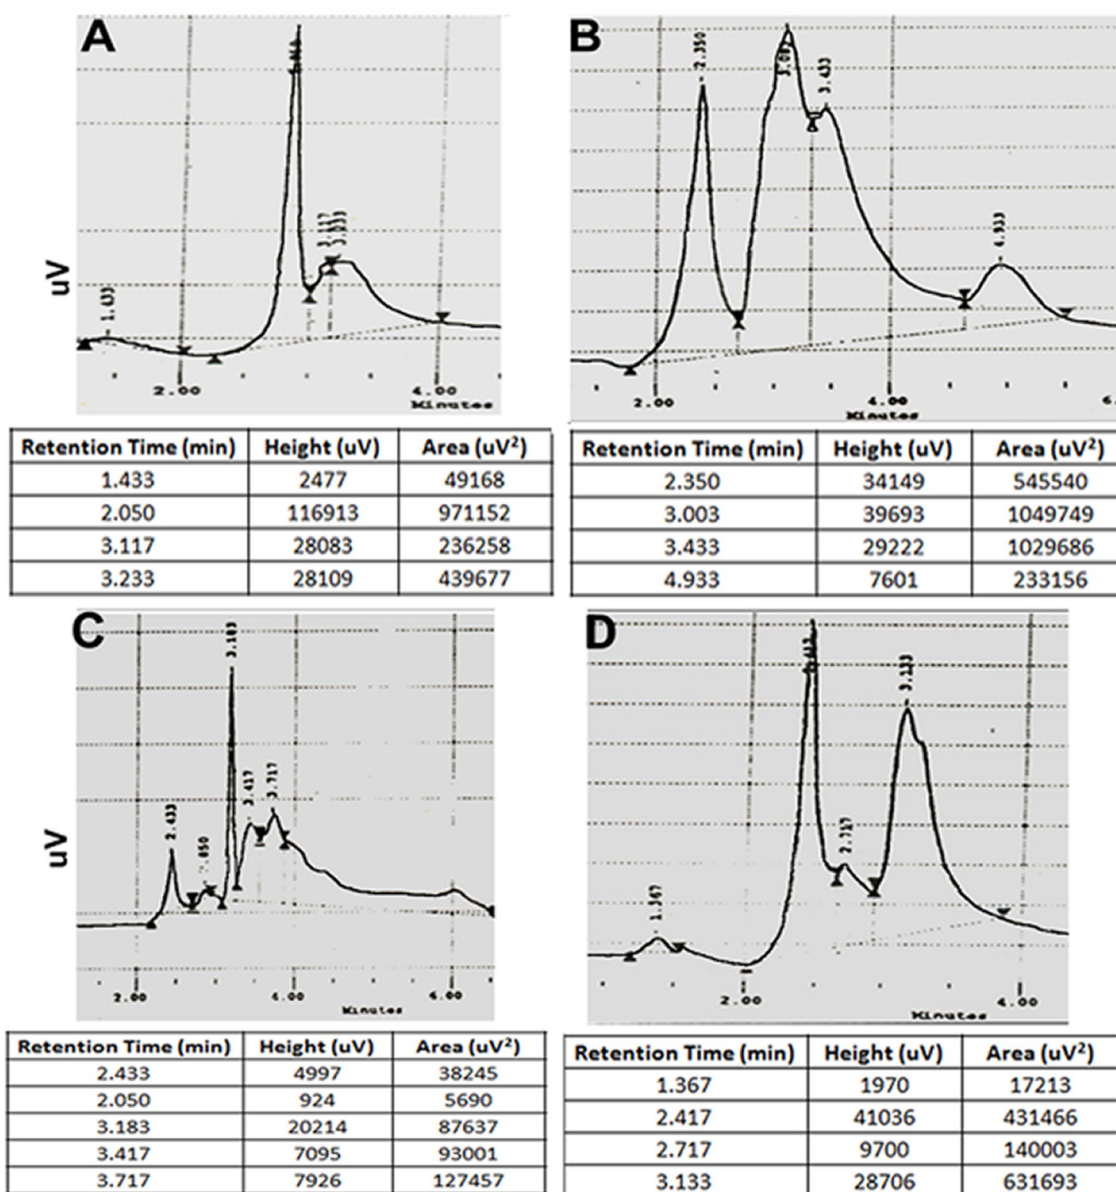 A
1.433
3.117
3.033
uV
2.00
4.00
Minutes
B
2.350
3.433
4.933
2.00
4.00
Minutes
Retention Time (min) Height (uV) Area (uV²)
1.433 2477 49168
2.050 116913 971152
3.117 28083 236258
3.233 28109 439677
Retention Time (min) Height (uV) Area (uV²)
2.350 34149 545540
3.003 39693 1049749
3.433 29222 1029686
4.933 7601 233156
C
2.433
3.183
3.417
3.717
uV
2.00
4.00
6.00
Minutes
D
1.367
2.717
3.133
2.00
4.00
Minutes
Retention Time (min) Height (uV) Area (uV²)
2.433 4997 38245
2.050 924 5690
3.183 20214 87637
3.417 7095 93001
3.717 7926 127457
Retention Time (min) Height (uV) Area (uV²)
1.367 1970 17213
2.417 41036 431466
2.717 9700 140003
3.133 28706 631693